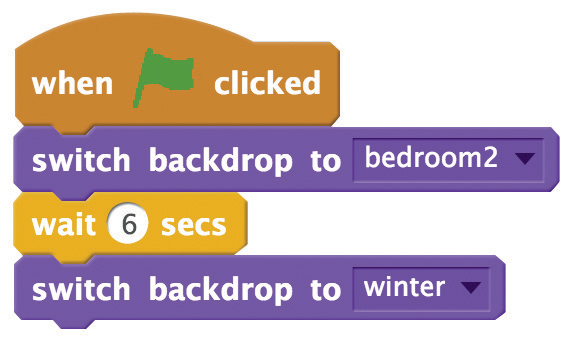 when clicked
switch backdrop to bedroom2
wait 6 secs
switch backdrop to winter